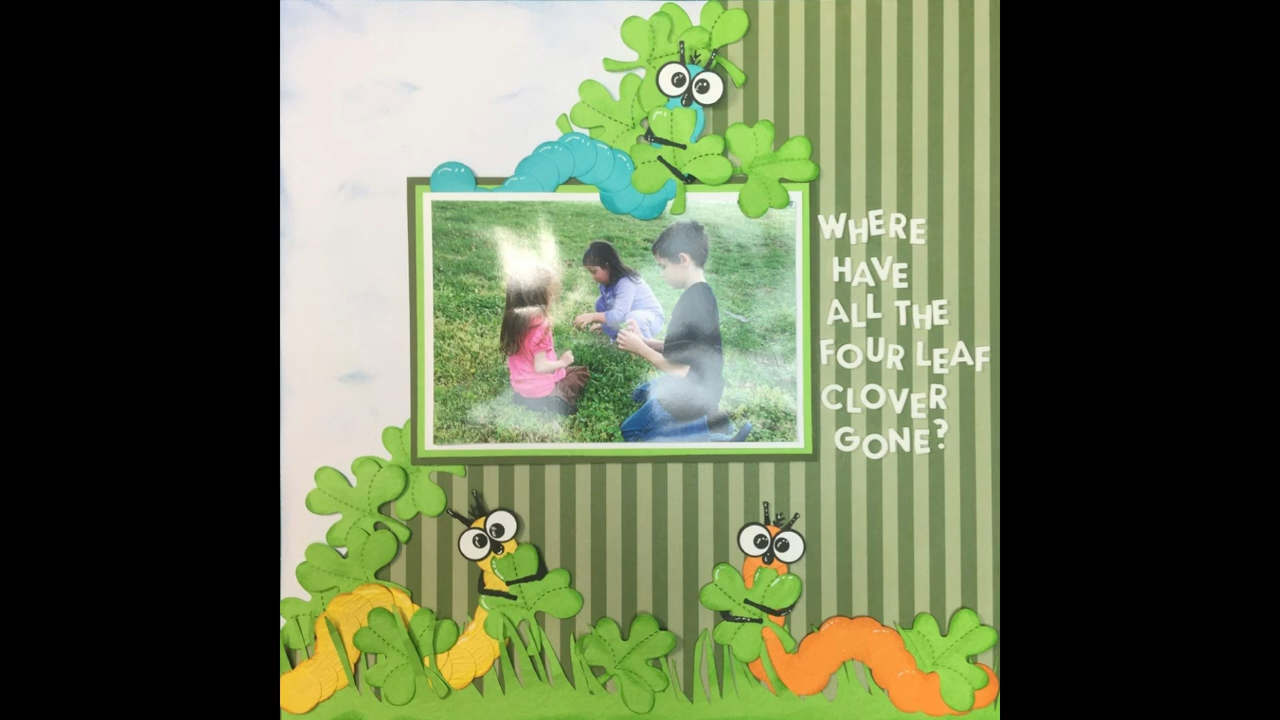 WHERE
HAVE
ALL THE
FOUR LEAF
CLOVER
GONE?